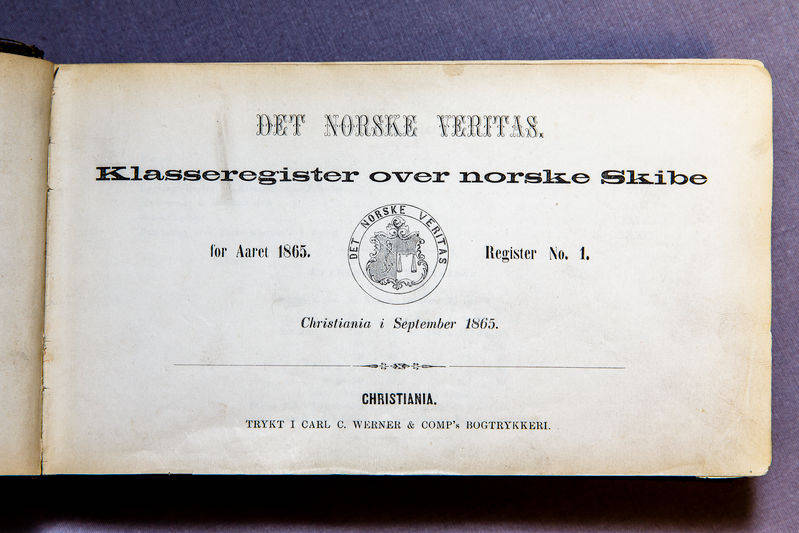 DET NORSKE VERITAS.
Klasseregister over norske Skibe
for Aaret 1865.
DET NORSKE VERITAS
Register No. 1.
Christiania i September 1865.
CHRISTIANIA.
TRYKT I CARL C. WERNER & COMP's BOGTRYKKERI.